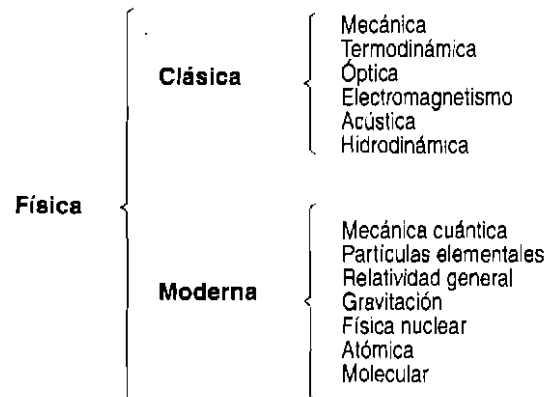 Mecánica
Termodinámica
Óptica
Clásica
Electromagnetismo
Acústica
Hidrodinámica
Física
Mecánica cuántica
Partículas elementales
Relatividad general
Moderna
Gravitación
Física nuclear
Atómica
Molecular